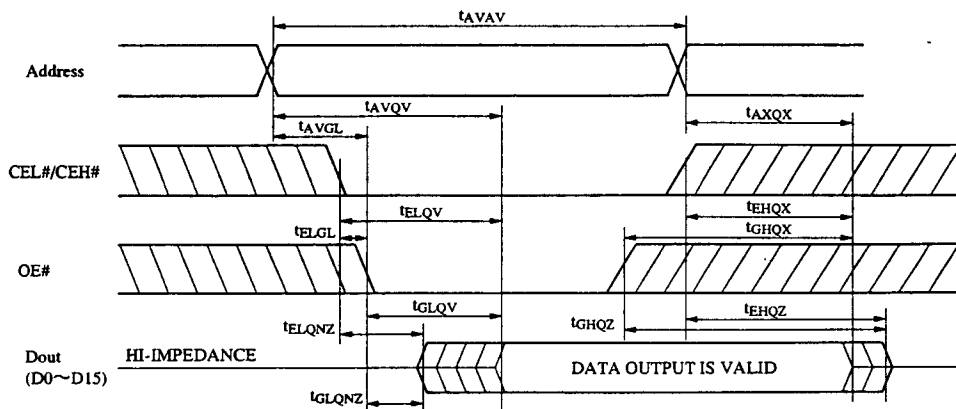 tAVAV
Address
tAVQV
tAXQX
tAVGL
CEL#/CEH#
tELQV
tEHQX
tELGL
tGHQX
OE#
tGLQV
tEHQZ
tELQNZ
tGHQZ
Dout
(D0～D15)
HI-IMPEDANCE
DATA OUTPUT IS VALID
tGLQNZ